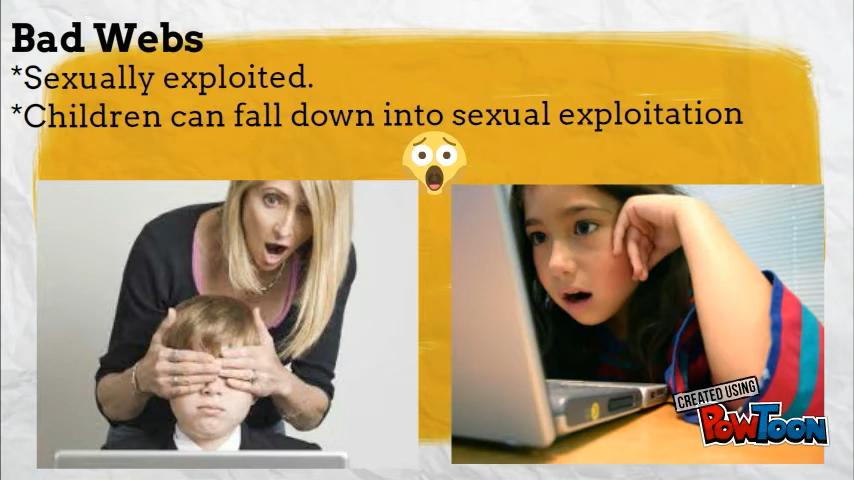 Bad Webs
*Sexually exploited.
*Children can fall down into sexual exploitation
CREATED USING
POWTOON